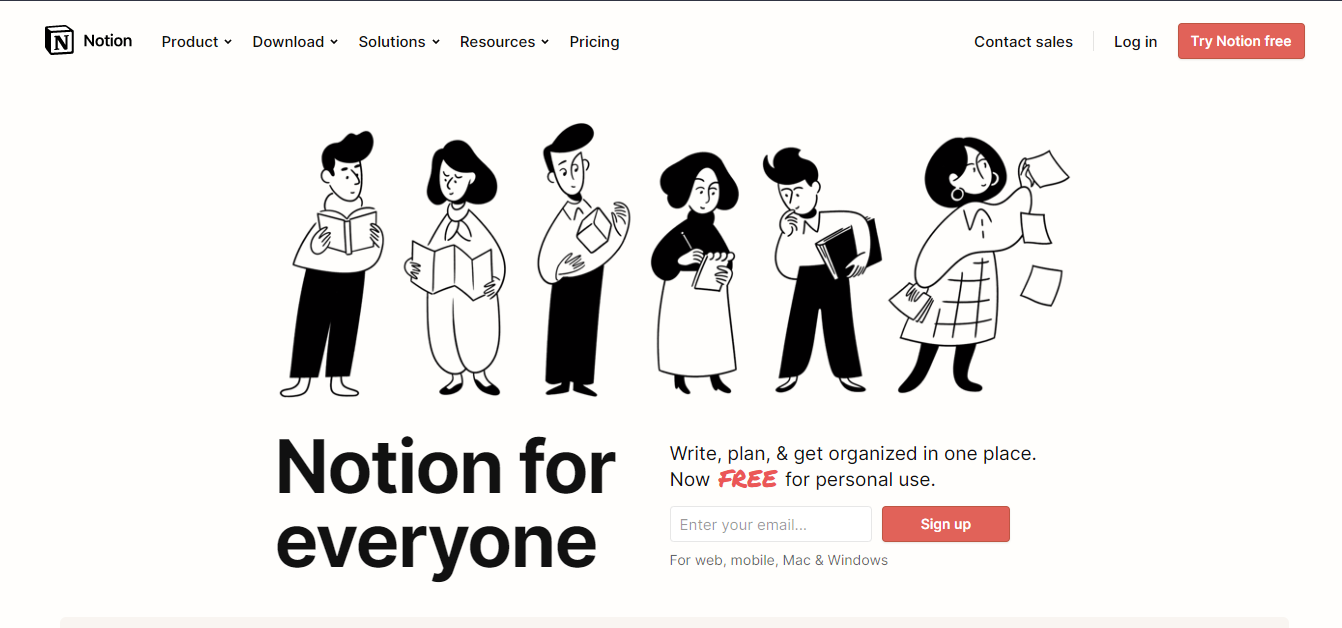 Notion
Product
Download
Solutions
Resources
Pricing
Contact sales
Log in
Try Notion free
Notion for
everyone
Write, plan, & get organized in one place.
Now FREE for personal use.
Enter your email...
Sign up
For web, mobile, Mac & Windows